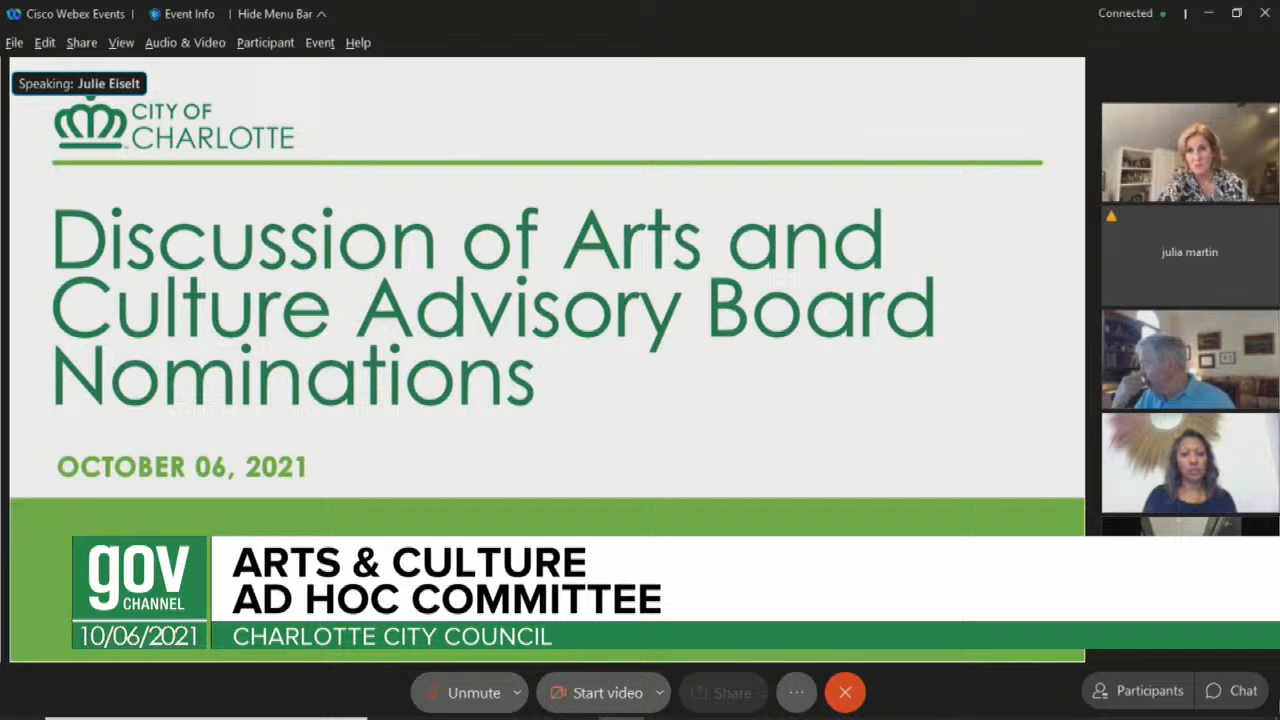 Cisco Webex Events | Event Info | Hide Menu Bar
Connected
File Edit Share View Audio & Video Participant Event Help
Speaking: Julie Eiselt
CITY OF
CHARLOTTE
Discussion of Arts and
Culture Advisory Board
Nominations
OCTOBER 06, 2021
julia martin
gov
CHANNEL
10/06/2021
ARTS & CULTURE
AD HOC COMMITTEE
CHARLOTTE CITY COUNCIL
Unmute Start video Share Participants Chat